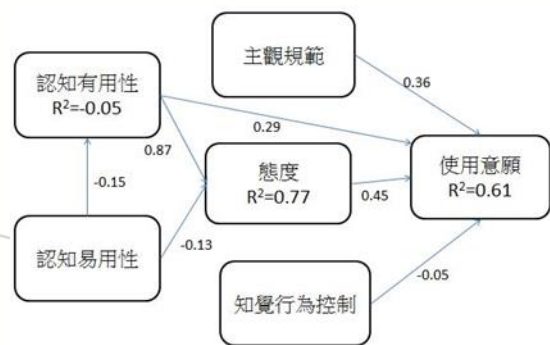 主觀規範
認知有用性
R²=-0.05
0.36
0.29
0.87
態度
R²=0.77
使用意願
R²=0.61
0.45
-0.15
認知易用性
-0.13
知覺行為控制
-0.05